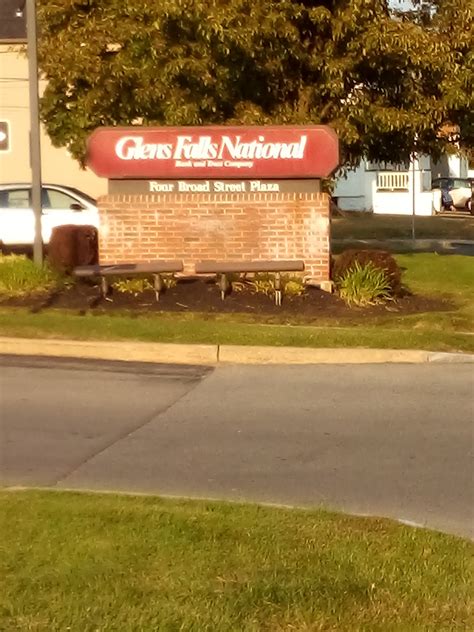 Glens Falls National
Bank and Trust Company
Four Broad Street Plaza